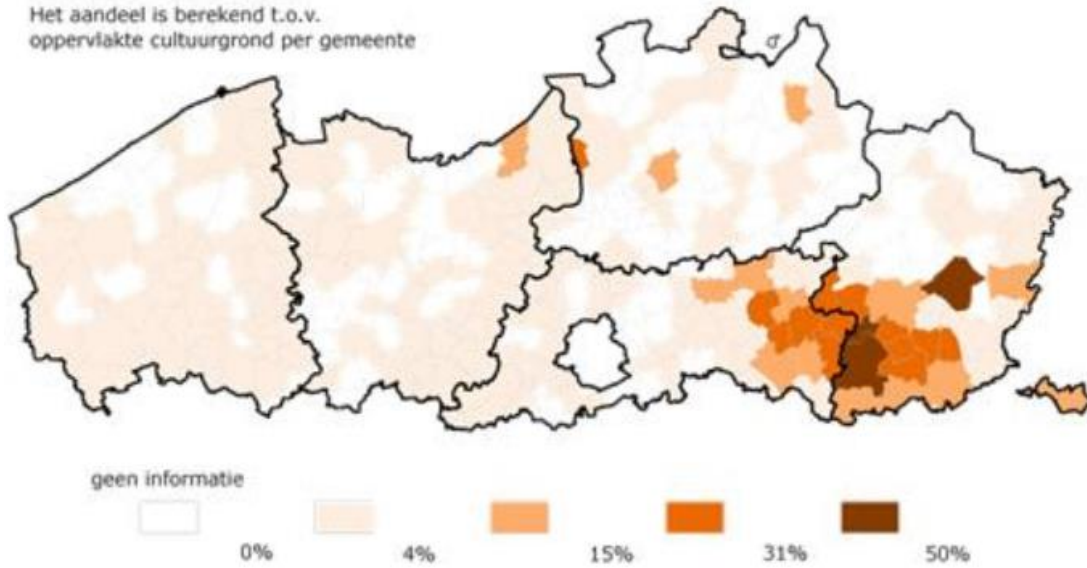 Het aandeel is berekend t.o.v.
oppervlakte cultuurgrond per gemeente
geen informatie
0% 4% 15% 31% 50%